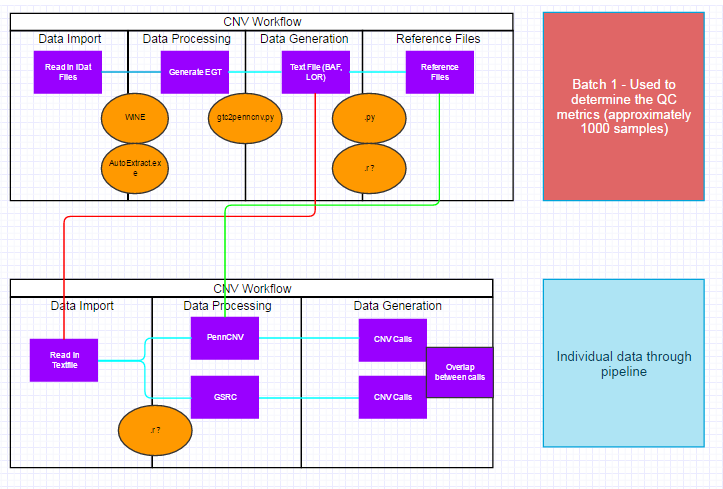 CNV Workflow
Data Import
Data Processing
Data Generation
Reference Files
Read in IDat
Files
Generate EGT
Text File (BAF,
LOR)
Reference
Files
WINE
gtc2penncnv.py
.py
AutoExtract.ex
e
.r ?
Batch 1 - Used to
determine the QC
metrics (approximately
1000 samples)
CNV Workflow
Data Import
Data Processing
Data Generation
Read in
Textfile
PennCNV
CNV Calls
Overlap
between calls
GSRC
CNV Calls
.r ?
Individual data through
pipeline